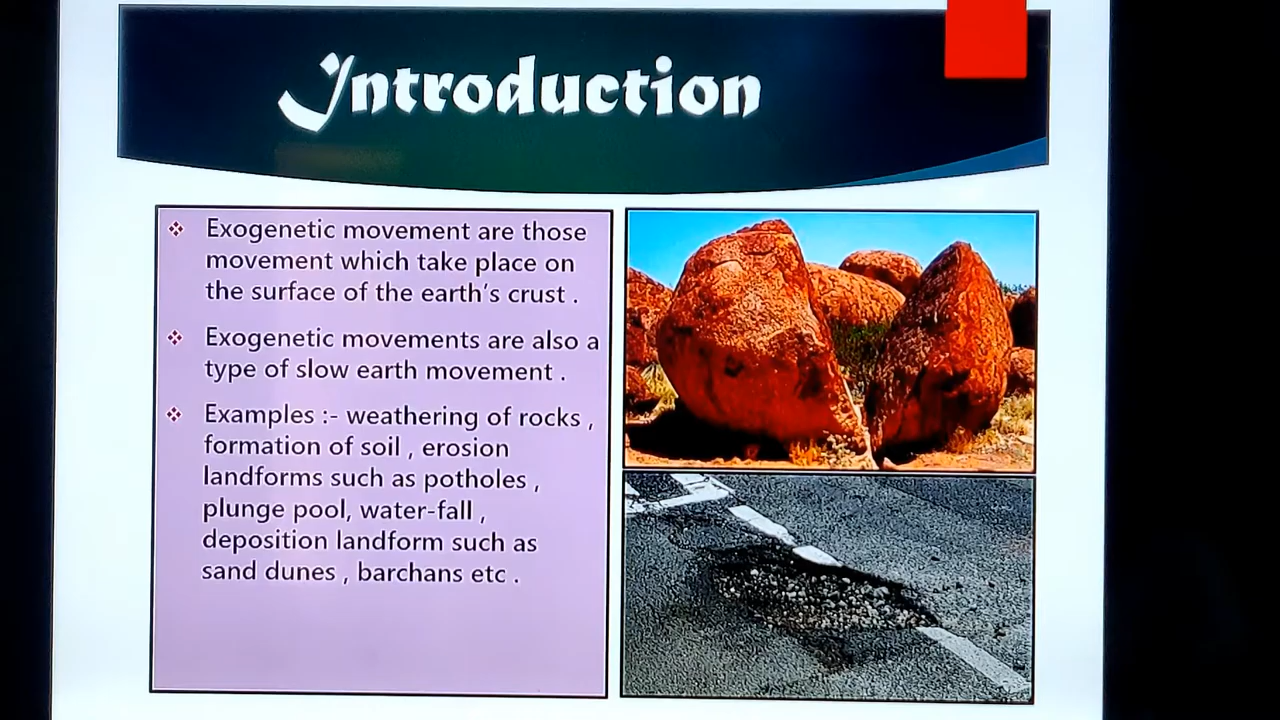 Introduction
Exogenetic movement are those
movement which take place on
the surface of the earth's crust .
Exogenetic movements are also a
type of slow earth movement .
Examples :- weathering of rocks ,
formation of soil , erosion
landforms such as potholes ,
plunge pool, water-fall ,
deposition landform such as
sand dunes , barchans etc .